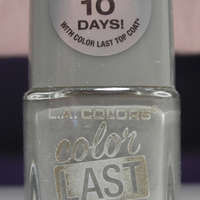 10
DAYS!
WITH COLOR LAST TOP COAT*
L.A. COLORS
color
LAST